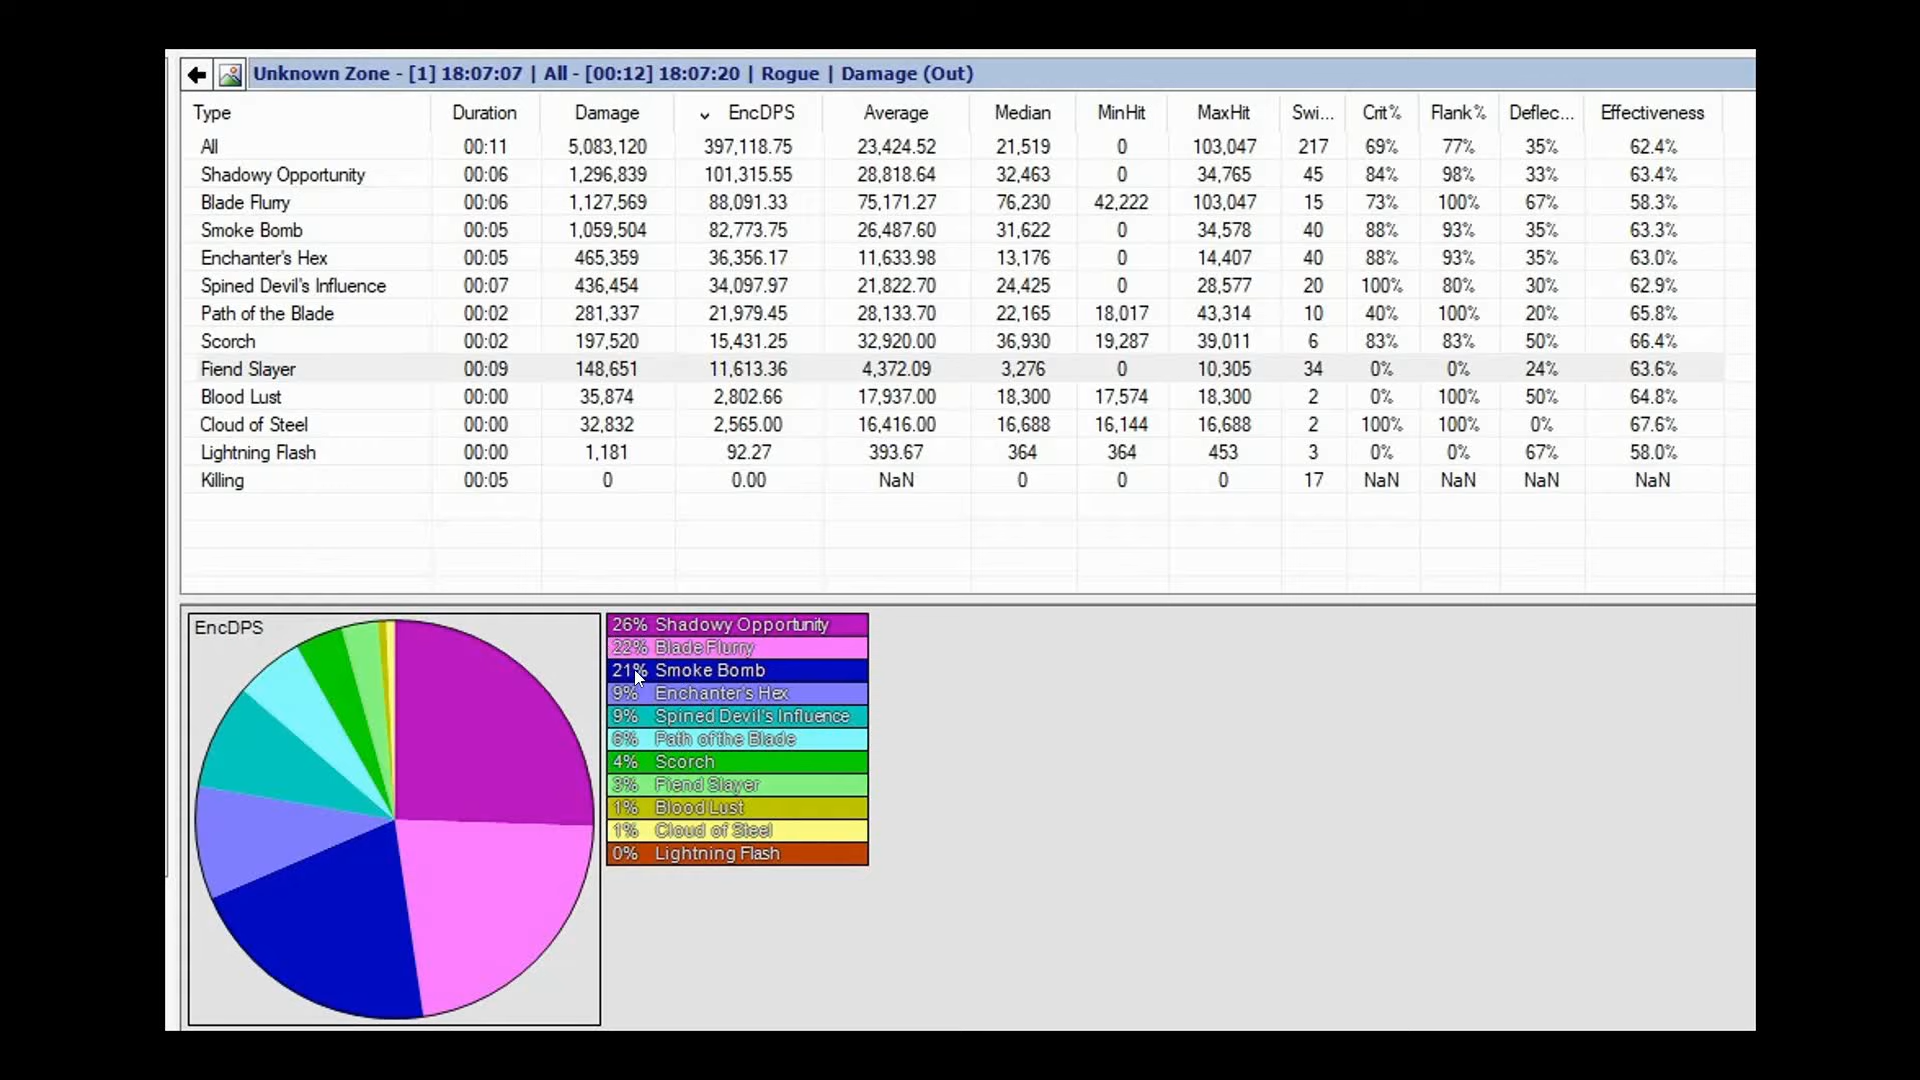 Unknown Zone - [1] 18:07:07 | All - [00:12] 18:07:20 | Rogue | Damage (Out)
Type Duration Damage EncDPS Average Median MinHit MaxHit Swi... Crit% Flank% Deflec... Effectiveness
All 00:11 5,083,120 397,118.75 23,424.52 21,519 0 103,047 217 69% 77% 35% 62.4%
Shadowy Opportunity 00:06 1,296,839 101,315.55 28,818.64 32,463 0 34,765 45 84% 98% 33% 63.4%
Blade Flurry 00:06 1,127,569 88,091.33 75,171.27 76,230 42,222 103,047 15 73% 100% 67% 58.3%
Smoke Bomb 00:05 1,059,504 82,773.75 26,487.60 31,622 0 34,578 40 88% 93% 35% 63.3%
Enchanter's Hex 00:05 465,359 36,356.17 11,633.98 13,176 0 14,407 40 88% 93% 35% 63.0%
Spined Devil's Influence 00:07 436,454 34,097.97 21,822.70 24,425 0 28,577 20 100% 80% 30% 62.9%
Path of the Blade 00:02 281,337 21,979.45 28,133.70 22,165 18,017 43,314 10 40% 100% 20% 65.8%
Scorch 00:02 197,520 15,431.25 32,920.00 36,930 19,287 39,011 6 83% 83% 50% 66.4%
Fiend Slayer 00:09 148,651 11,613.36 4,372.09 3,276 0 10,305 34 0% 0% 24% 63.6%
Blood Lust 00:00 35,874 2,802.66 17,937.00 18,300 17,574 18,300 2 0% 100% 50% 64.8%
Cloud of Steel 00:00 32,832 2,565.00 16,416.00 16,688 16,144 16,688 2 100% 100% 0% 67.6%
Lightning Flash 00:00 1,181 92.27 393.67 364 364 453 3 0% 0% 67% 58.0%
Killing 00:05 0 0.00 NaN 0 0 0 17 NaN NaN NaN NaN
EncDPS
26% Shadowy Opportunity
22% Blade Flurry
21% Smoke Bomb
9% Enchanter's Hex
9% Spined Devil's Influence
6% Path of the Blade
4% Scorch
3% Fiend Slayer
1% Blood Lust
1% Cloud of Steel
0% Lightning Flash